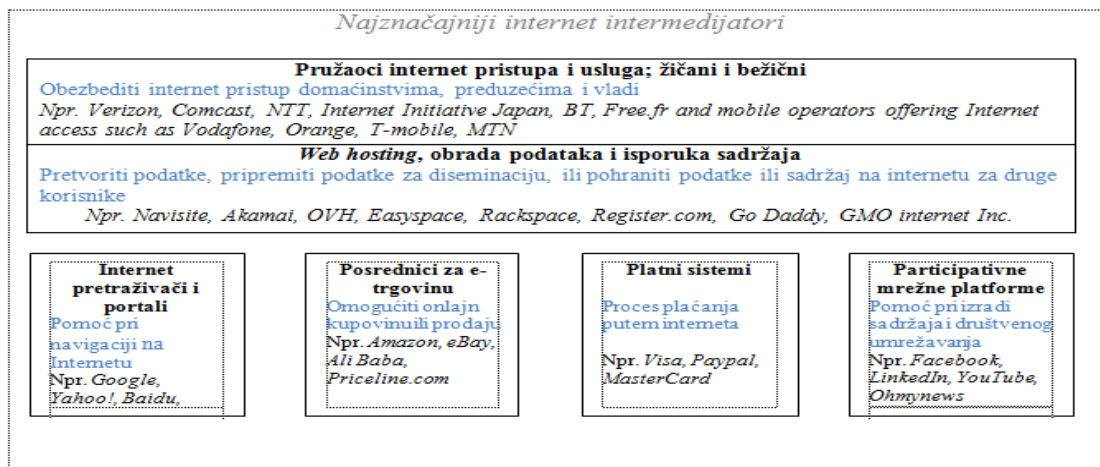 Najznačajniji internet intermedijatori
Pružaoci internet pristupa i usluga; žičani i bežični
Obezbediti internet pristup domaćinstvima, preduzećima i vladi
Npr. Verizon, Comcast, NTT, Internet Initiative Japan, BT, Free.fr and mobile operators offering Internet
access such as Vodafone, Orange, T-mobile, MTN
Web hosting, obrada podataka i isporuka sadržaja
Pretvoriti podatke, pripremiti podatke za diseminaciju, ili pohraniti podatke ili sadržaj na internetu za druge
korisnike
Npr. Navisite, Akamai, OVH, Easyspace, Rackspace, Register.com, Go Daddy, GMO internet Inc.
Internet
pretraživači i
portali
Pomoć pri
navigaciji na
Internetu
Npr. Google,
Yahoo!, Baidu,
Posrednici za e-
trgovinu
Omogućiti onlajn
kupovinu ili prodaju
Npr. Amazon, eBay,
Ali Baba,
Priceline.com
Platni sistemi
Proces plaćanja
putem interneta
Npr. Visa, Paypal,
MasterCard
Participativne
mrežne platforme
Pomoć pri izradi
sadržaja i društvenog
umrežavanja
Npr. Facebook,
LinkedIn, YouTube,
Ohmynews